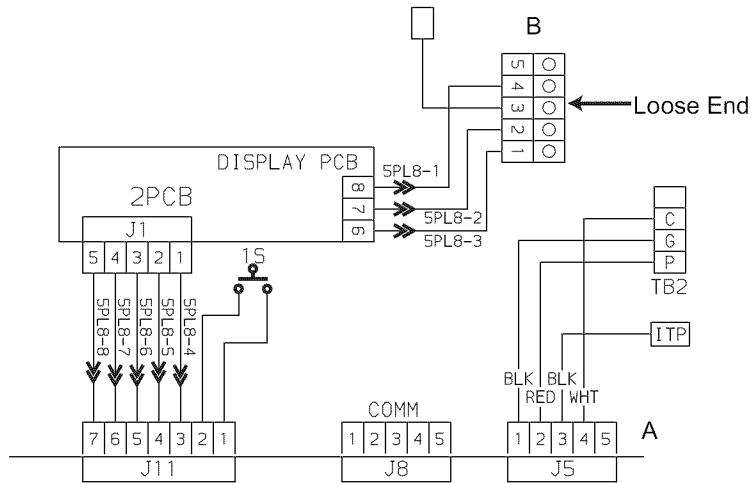 B
5
4
3
2
1
Loose End
DISPLAY PCB
8
7
6
5PL8-1
5PL8-2
5PL8-3
2PCB
J1
5 4 3 2 1
1S
C
G
P
TB2
ITP
5PL8-8
5PL8-7
5PL8-6
5PL8-5
5PL8-4
BLK
RED
BLK
WHT
COMM
A
7 6 5 4 3 2 1
1 2 3 4 5
1 2 3 4 5
J11
J8
J5